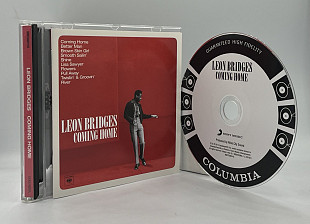 LEON BRIDGES COMING HOME
Coming Home
Better Man
Brown Skin Girl
Smooth Sailin'
Shine
Lisa Sawyer
Flowers
Pull Away
Twistin' & Groovin'
River
LEON BRIDGES
COMING HOME
GUARANTEED HIGH FIDELITY
LEON BRIDGES
COMING HOME
COLUMBIA